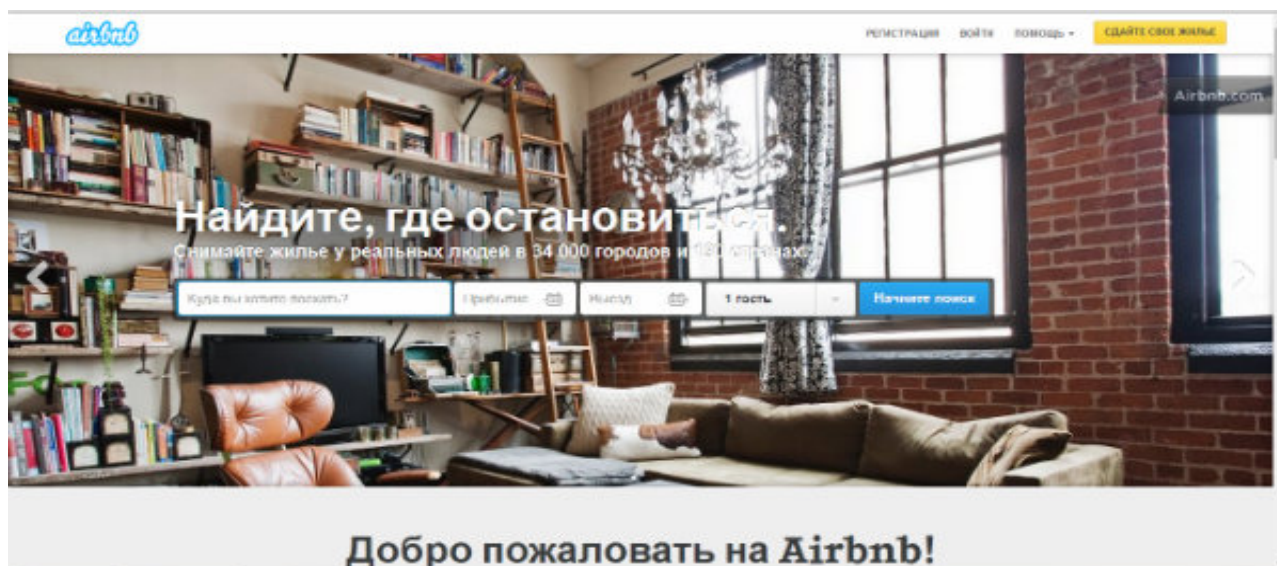 airbnb
РЕГИСТРАЦИЯ ВОЙТИ ПОМОЩЬ СДАЙТЕ СВОЕ ЖИЛЬЕ
Airbnb.com
Найдите, где остановиться.
Снимайте жилье у реальных людей в 34 000 городов и странах.
Куда вы хотите поехать? Прибытие Выезд 1 гость Начните поиск
Добро пожаловать на Airbnb!